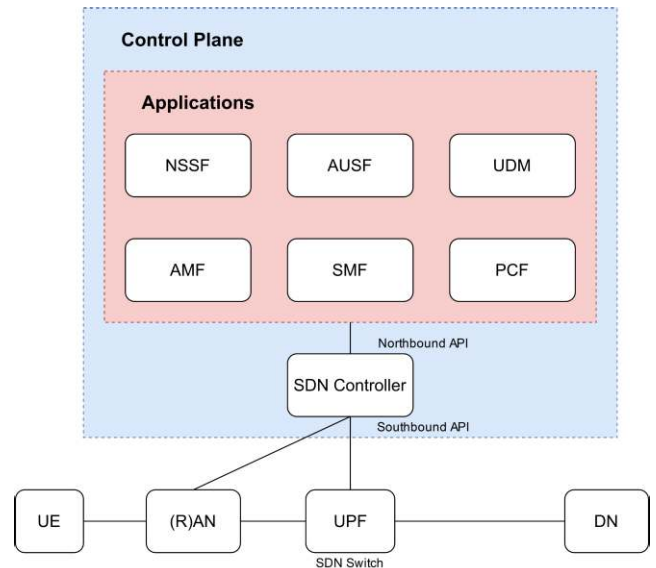 Control Plane
Applications
NSSF
AUSF
UDM
AMF
SMF
PCF
Northbound API
SDN Controller
Southbound API
UE
(R)AN
UPF
DN
SDN Switch